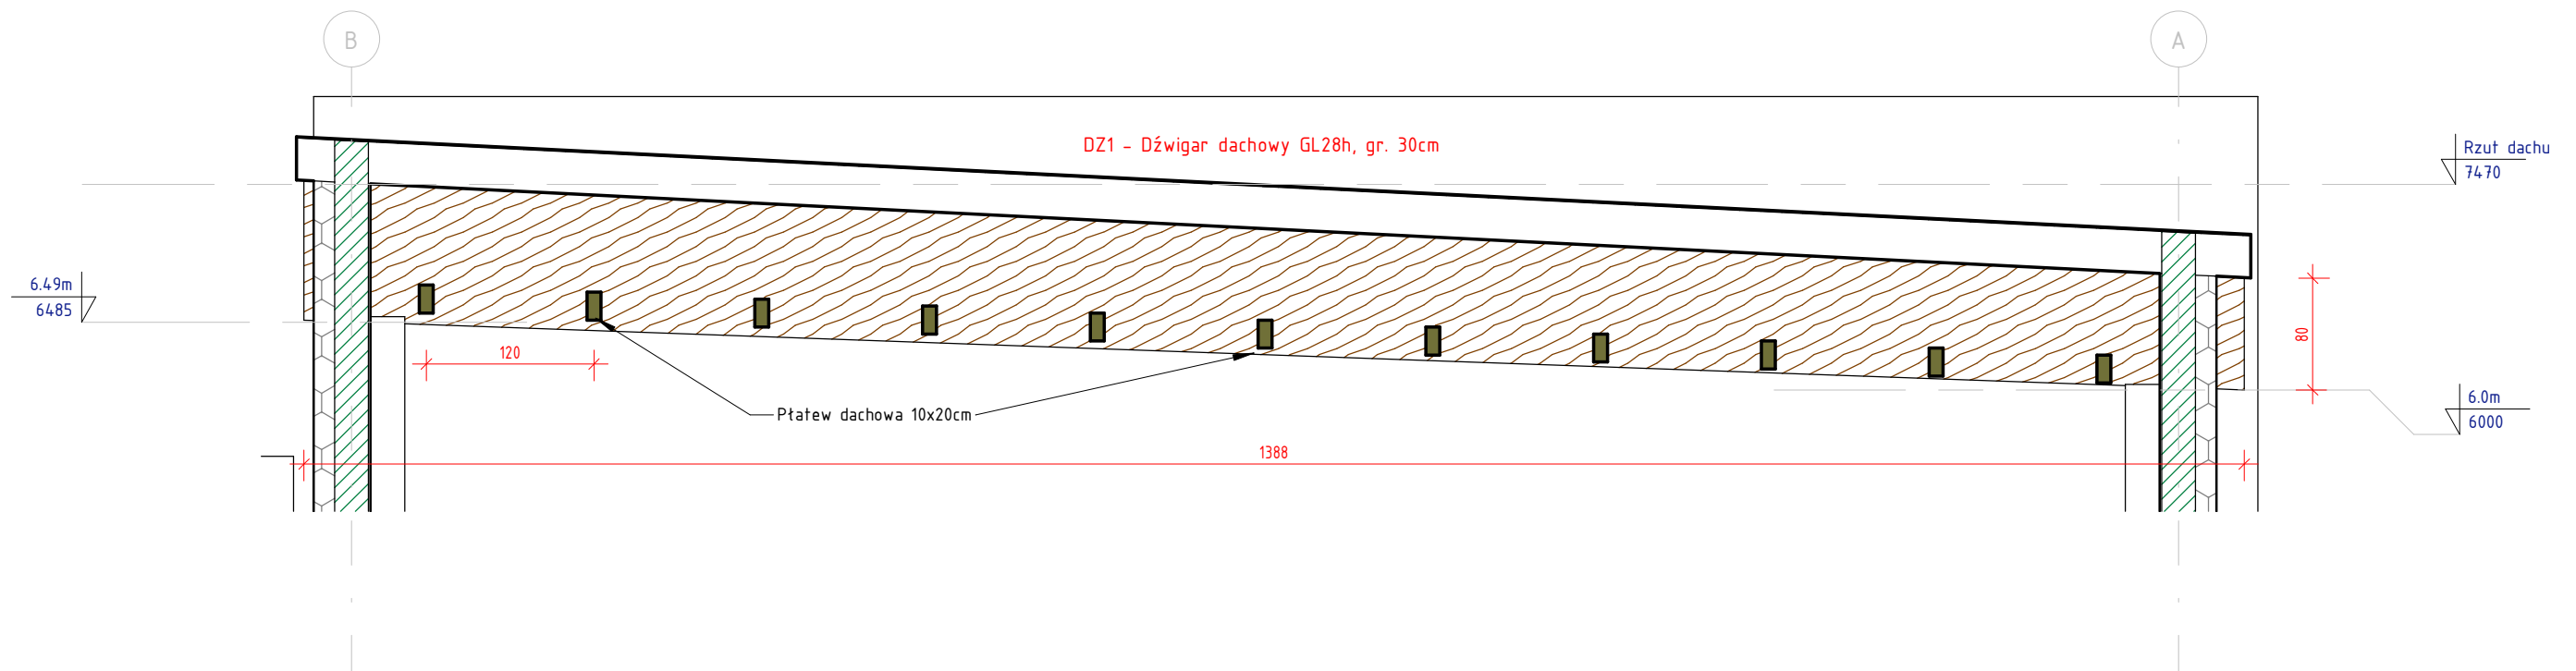 B
A
DZ1 - Dźwigar dachowy GL28h, gr. 30cm
Rzut dachu
7470
6.49m
6485
120
80
Płatew dachowa 10x20cm
6.0m
6000
1388